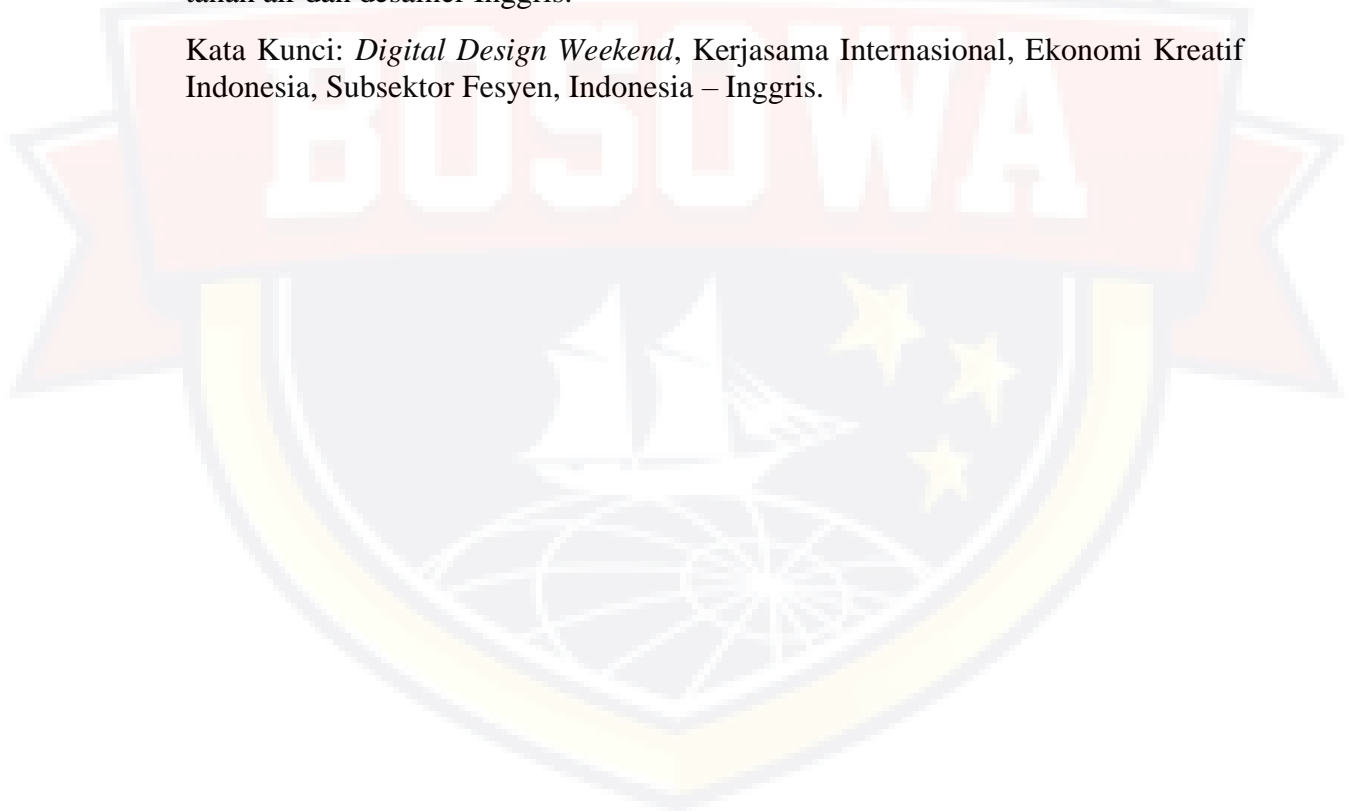 tanah air dan desainer Inggris.
Kata Kunci: Digital Design Weekend, Kerjasama Internasional, Ekonomi Kreatif
Indonesia, Subsektor Fesyen, Indonesia – Inggris.
BOSOWA